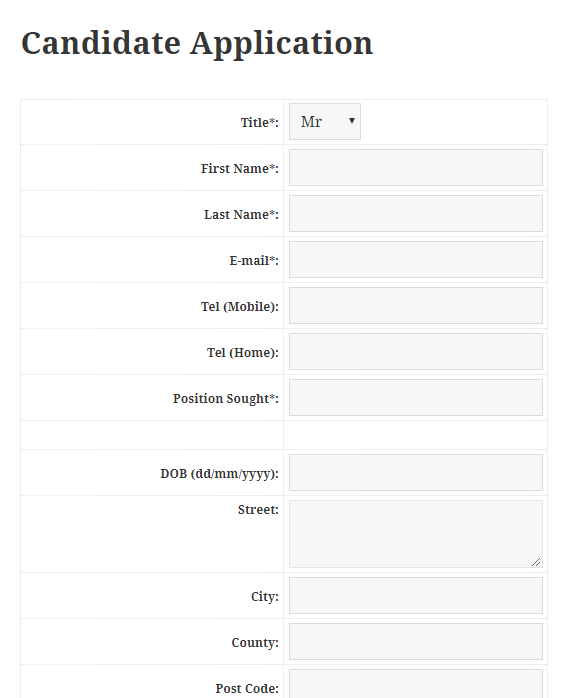 Candidate Application
Title*: Mr
First Name*:
Last Name*:
E-mail*:
Tel (Mobile):
Tel (Home):
Position Sought*:
DOB (dd/mm/yyyy):
Street:
City:
County:
Post Code: